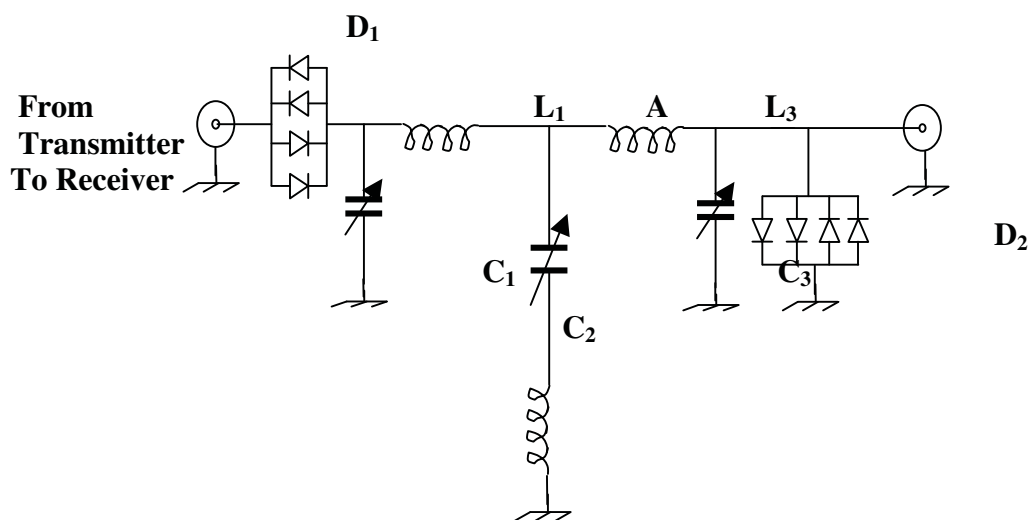 D₁
From
Transmitter
To Receiver
L₁
A
L₃
D₂
C₁
C₃
C₂